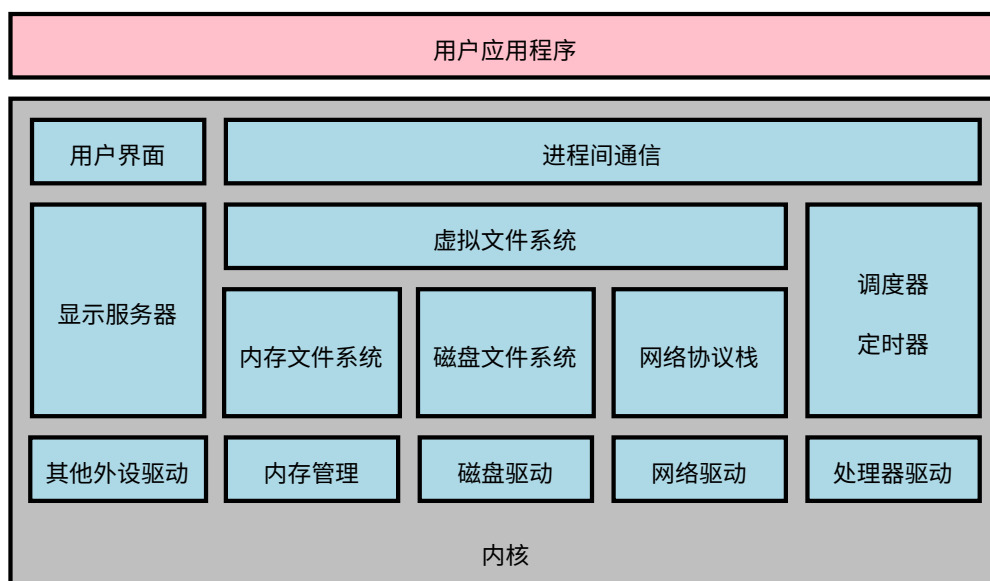 用户应用程序
用户界面
进程间通信
显示服务器
虚拟文件系统
调度器
定时器
内存文件系统
磁盘文件系统
网络协议栈
其他外设驱动
内存管理
磁盘驱动
网络驱动
处理器驱动
内核